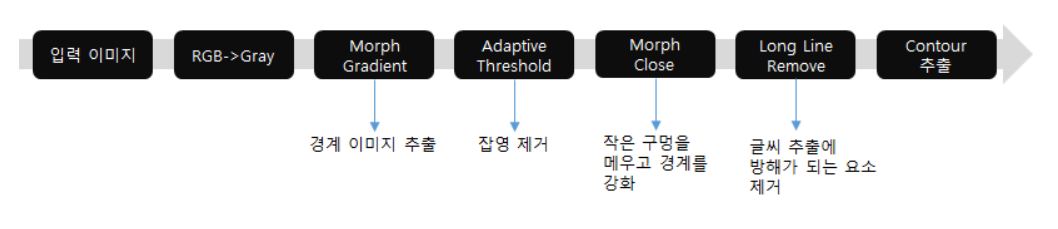 입력 이미지
RGB->Gray
Morph
Gradient
Adaptive
Threshold
Morph
Close
Long Line
Remove
Contour
추출
경계 이미지 추출
잡영 제거
작은 구멍을
메우고 경계를
강화
글씨 추출에
방해가 되는 요소
제거